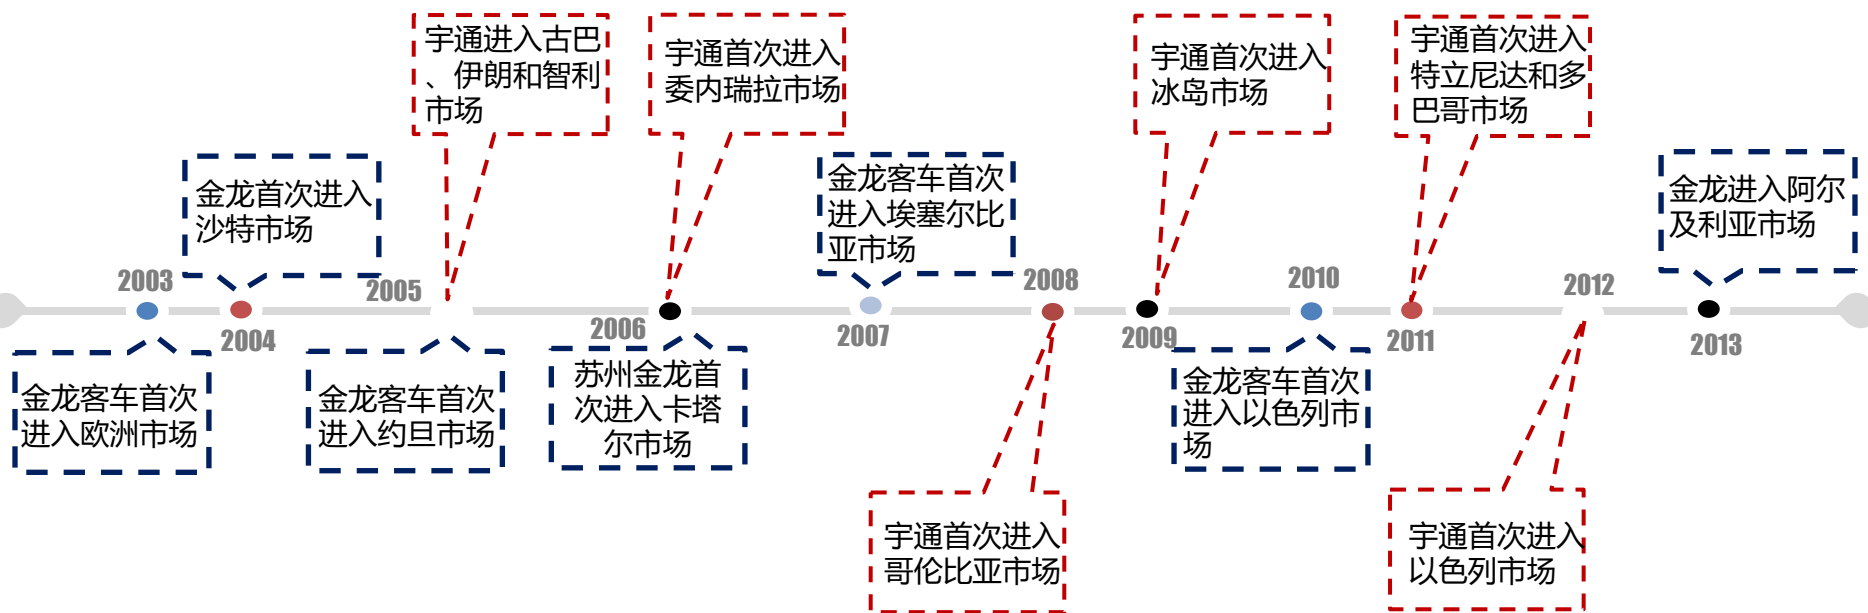 宇通进入古巴
、伊朗和智利
市场
宇通首次进入
委内瑞拉市场
宇通首次进入
冰岛市场
宇通首次进入
特立尼达和多
巴哥市场
金龙首次进入
沙特市场
金龙客车首次
进入埃塞尔比
亚市场
金龙进入阿尔
及利亚市场
2003
2004
2005
2006
2007
2008
2009
2010
2011
2012
2013
金龙客车首次
进入欧洲市场
金龙客车首次
进入约旦市场
苏州金龙首
次进入卡塔
尔市场
金龙客车首次
进入以色列市
场
宇通首次进入
哥伦比亚市场
宇通首次进入
以色列市场